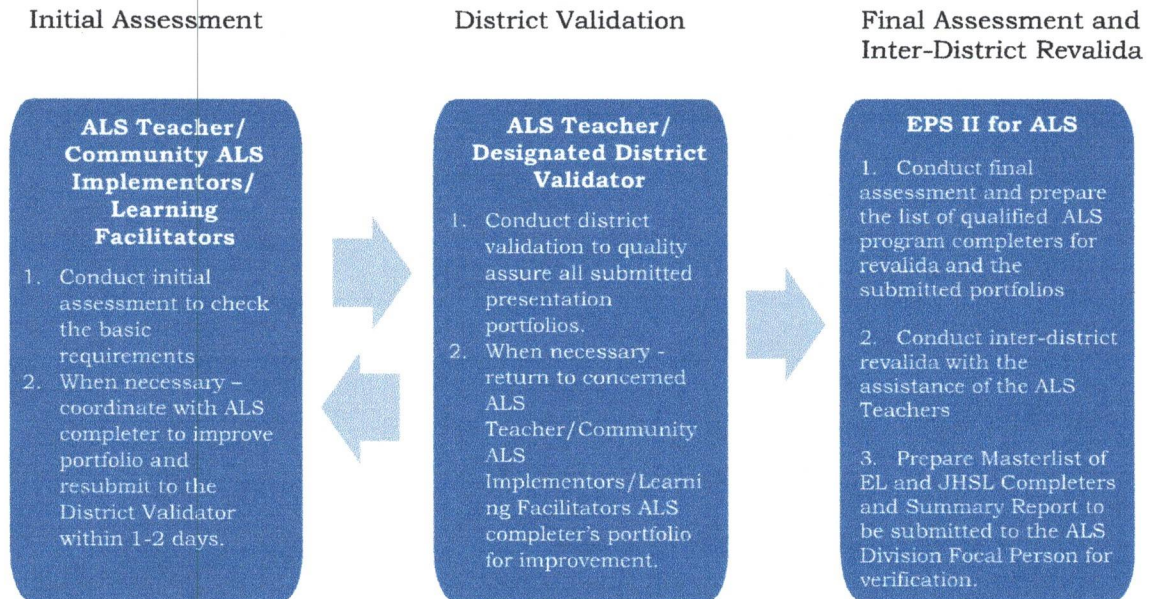 Initial Assessment
District Validation
Final Assessment and
Inter-District Revalida
ALS Teacher/
Community ALS
Implementors/
Learning
Facilitators
1. Conduct initial
assessment to check
the basic
requirements
2. When necessary –
coordinate with ALS
completer to improve
portfolio and
resubmit to the
District Validator
within 1-2 days.
ALS Teacher/
Designated District
Validator
1. Conduct district
validation to quality
assure all submitted
presentation
portfolios.
2. When necessary -
return to concerned
ALS
Teacher/Community
ALS
Implementors/Learni
ng Facilitators ALS
completer's portfolio
for improvement.
EPS II for ALS
1. Conduct final
assessment and prepare
the list of qualified ALS
program completers for
revalida and the
submitted portfolios
2. Conduct inter-district
revalida with the
assistance of the ALS
Teachers
3. Prepare Masterlist of
EL and JHSL Completers
and Summary Report to
be submitted to the ALS
Division Focal Person for
verification.